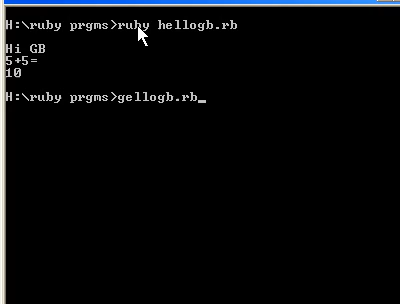 H:\ruby prgms>ruby hellogb.rb
Hi GB
5+5=
10
H:\ruby prgms>gellogb.rb_